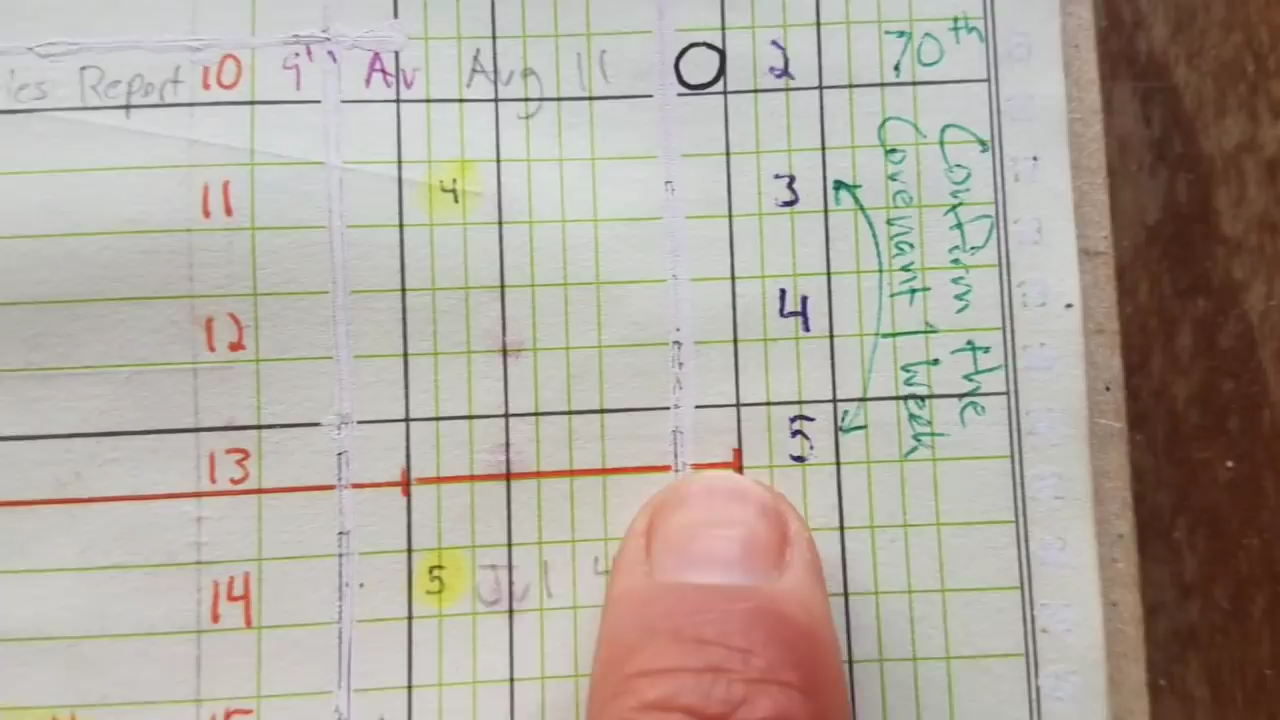 ies Report 10 9th Av Aug 11 O 2 70th
11 4 3
12 4
13 5
14 5 Jul 4
Confirm the
Covenant 1 week